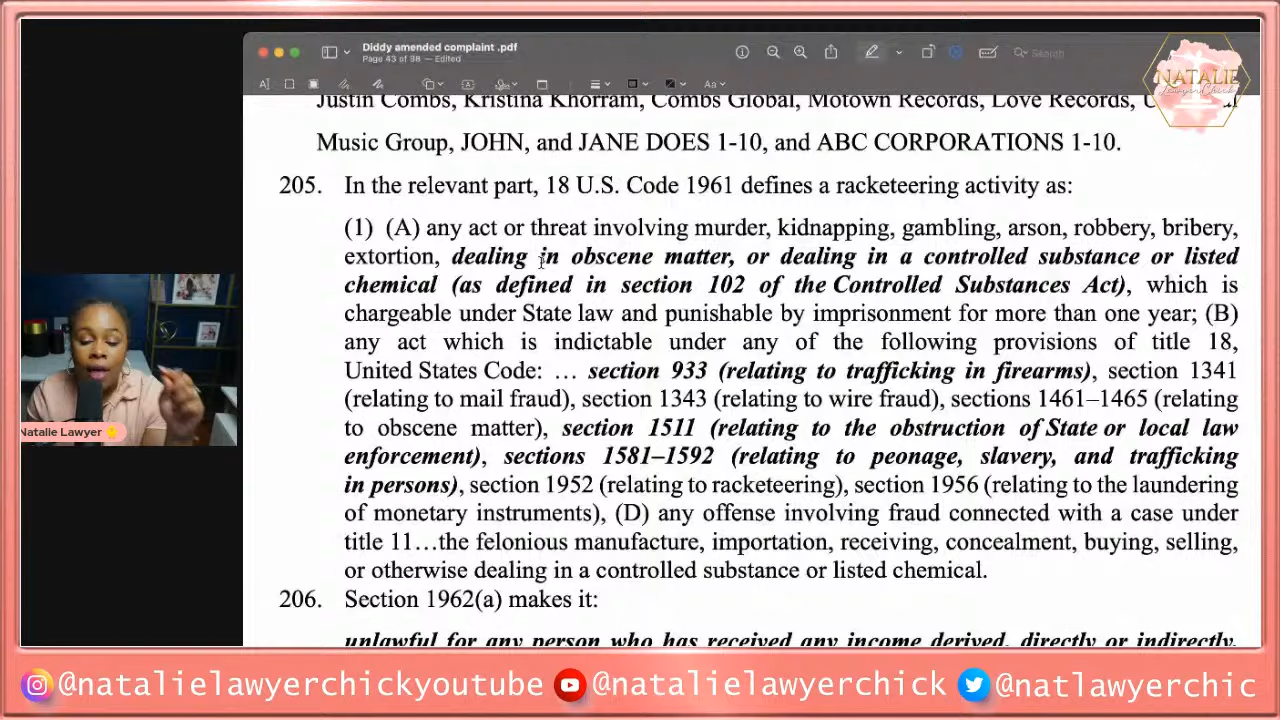 Diddy amended complaint .pdf
Page 43 of 98 — Edited
Search
NATALIE
Lawyer Chick
Justin Combs, Kristina Khorram, Combs Global, Motown Records, Love Records,
Music Group, JOHN, and JANE DOES 1-10, and ABC CORPORATIONS 1-10.
205. In the relevant part, 18 U.S. Code 1961 defines a racketeering activity as:
(1) (A) any act or threat involving murder, kidnapping, gambling, arson, robbery, bribery,
extortion, dealing in obscene matter, or dealing in a controlled substance or listed
chemical (as defined in section 102 of the Controlled Substances Act), which is
chargeable under State law and punishable by imprisonment for more than one year; (B)
any act which is indictable under any of the following provisions of title 18,
United States Code: … section 933 (relating to trafficking in firearms), section 1341
(relating to mail fraud), section 1343 (relating to wire fraud), sections 1461–1465 (relating
to obscene matter), section 1511 (relating to the obstruction of State or local law
enforcement), sections 1581–1592 (relating to peonage, slavery, and trafficking
in persons), section 1952 (relating to racketeering), section 1956 (relating to the laundering
of monetary instruments), (D) any offense involving fraud connected with a case under
title 11…the felonious manufacture, importation, receiving, concealment, buying, selling,
or otherwise dealing in a controlled substance or listed chemical.
206. Section 1962(a) makes it:
unlawful for any person who has received any income derived, directly or indirectly,
Natalie Lawyer
@natalielawyerchickyoutube @natalielawyerchick @natlawyerchic